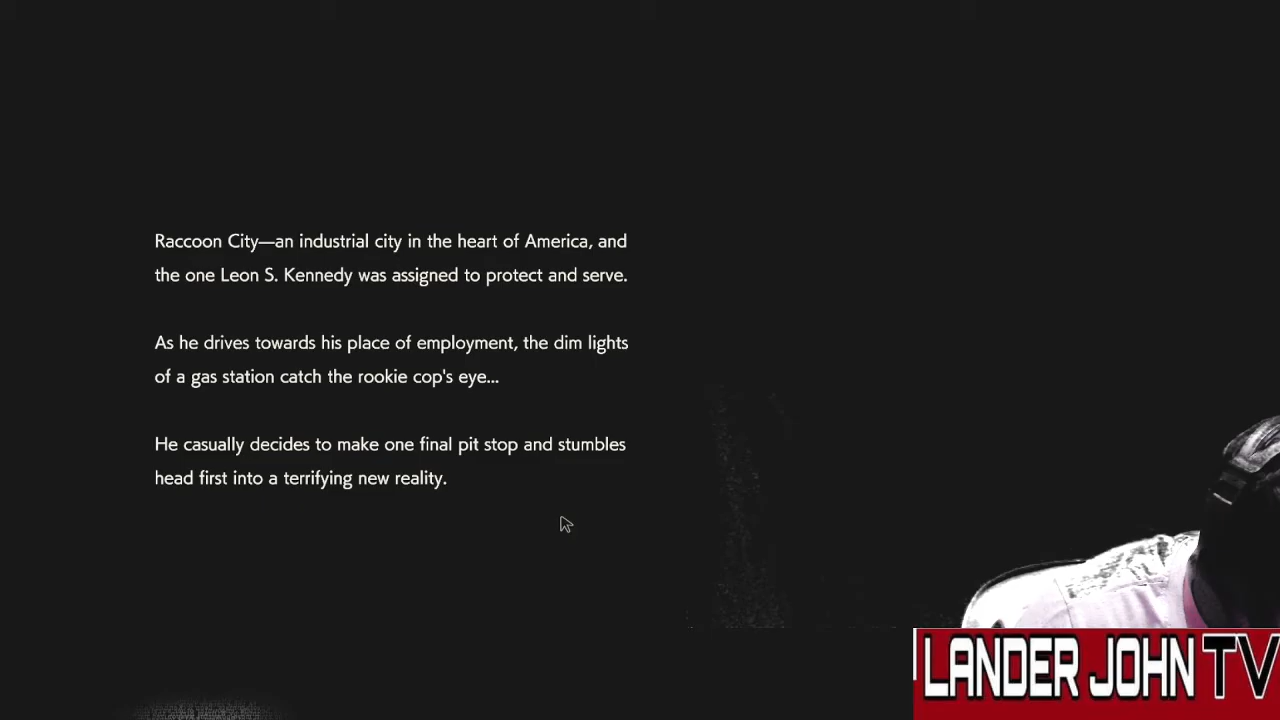 Raccoon City—an industrial city in the heart of America, and
the one Leon S. Kennedy was assigned to protect and serve.
As he drives towards his place of employment, the dim lights
of a gas station catch the rookie cop's eye...
He casually decides to make one final pit stop and stumbles
head first into a terrifying new reality.
LANDER JOHN TV